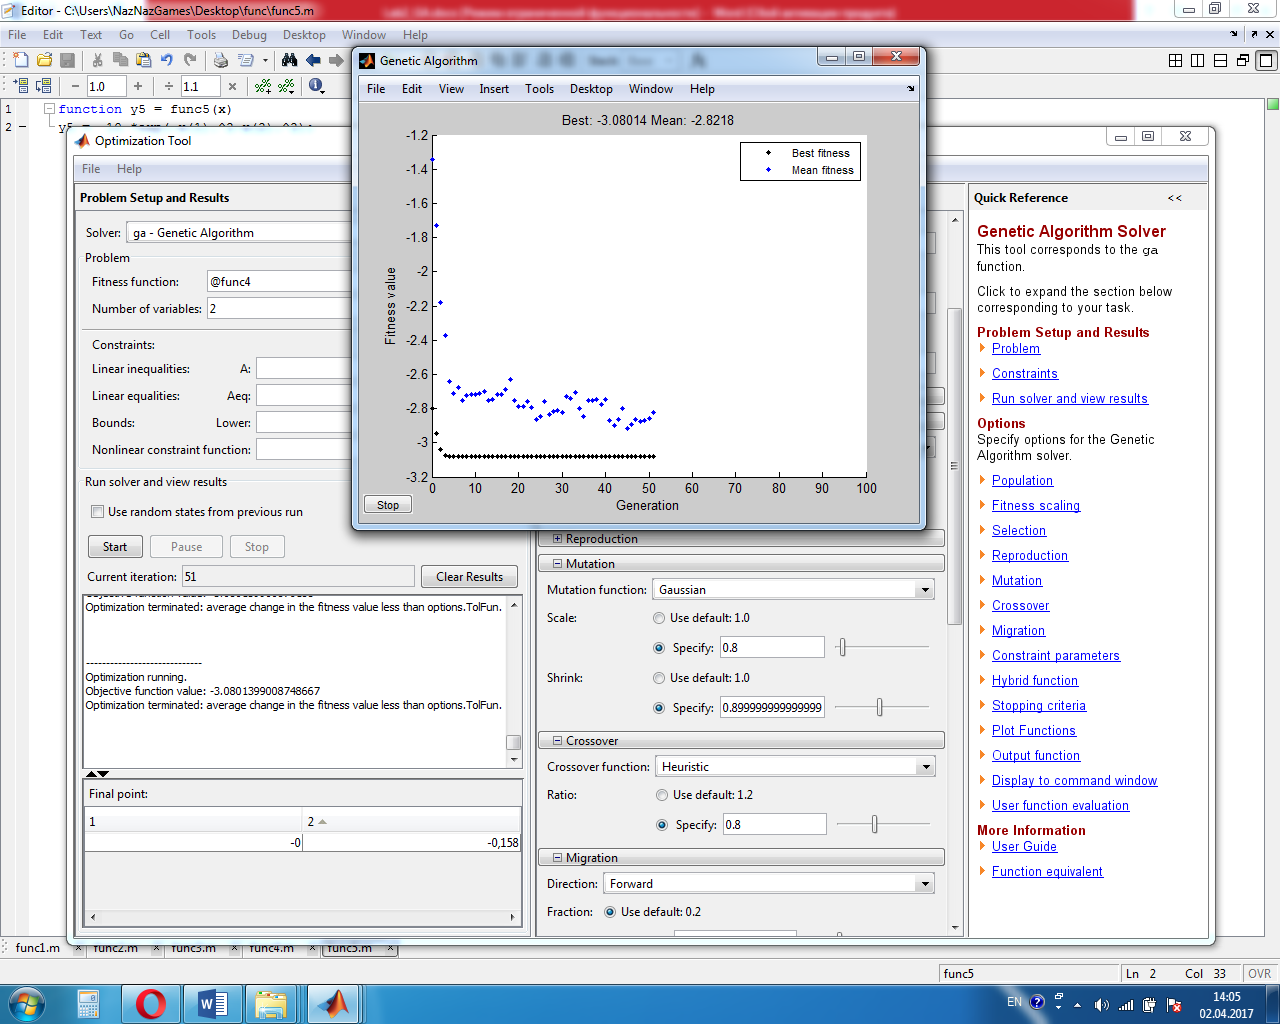 Editor - C:\Users\NazNazGames\Desktop\func\func5.m
File Edit Text Go Cell Tools Debug Desktop Window Help
1.0
1.1
1 function y5 = func5(x)
2
Genetic Algorithm
File Edit View Insert Tools Desktop Window Help
Best: -3.08014 Mean: -2.8218
Best fitness
Mean fitness
-1.2
-1.4
-1.6
-1.8
-2
-2.2
-2.4
-2.6
-2.8
-3
-3.2
Fitness value
0 10 20 30 40 50 60 70 80 90 100
Generation
Stop
Optimization Tool
File Help
Problem Setup and Results
Solver: ga - Genetic Algorithm
Problem
Fitness function: @func4
Number of variables: 2
Constraints:
Linear inequalities: A:
Linear equalities: Aeq:
Bounds: Lower:
Nonlinear constraint function:
Run solver and view results
Use random states from previous run
Start Pause Stop
Current iteration: 51 Clear Results
Optimization terminated: average change in the fitness value less than options.TolFun.
------------------------------
Optimization running.
Objective function value: -3.0801399008748667
Optimization terminated: average change in the fitness value less than options.TolFun.
Final point:
1 2
-0 -0,158
Reproduction
Mutation
Mutation function: Gaussian
Scale: Use default: 1.0
Specify: 0.8
Shrink: Use default: 1.0
Specify: 0.899999999999999
Crossover
Crossover function: Heuristic
Ratio: Use default: 1.2
Specify: 0.8
Migration
Direction: Forward
Fraction: Use default: 0.2
Quick Reference <<
Genetic Algorithm Solver
This tool corresponds to the ga
function.
Click to expand the section below
corresponding to your task.
Problem Setup and Results
Problem
Constraints
Run solver and view results
Options
Specify options for the Genetic
Algorithm solver.
Population
Fitness scaling
Selection
Reproduction
Mutation
Crossover
Migration
Constraint parameters
Hybrid function
Stopping criteria
Plot Functions
Output function
Display to command window
User function evaluation
More Information
User Guide
Function equivalent
func1.m func2.m func3.m func4.m func5.m
func5 Ln 2 Col 33 OVR
EN
14:05
02.04.2017